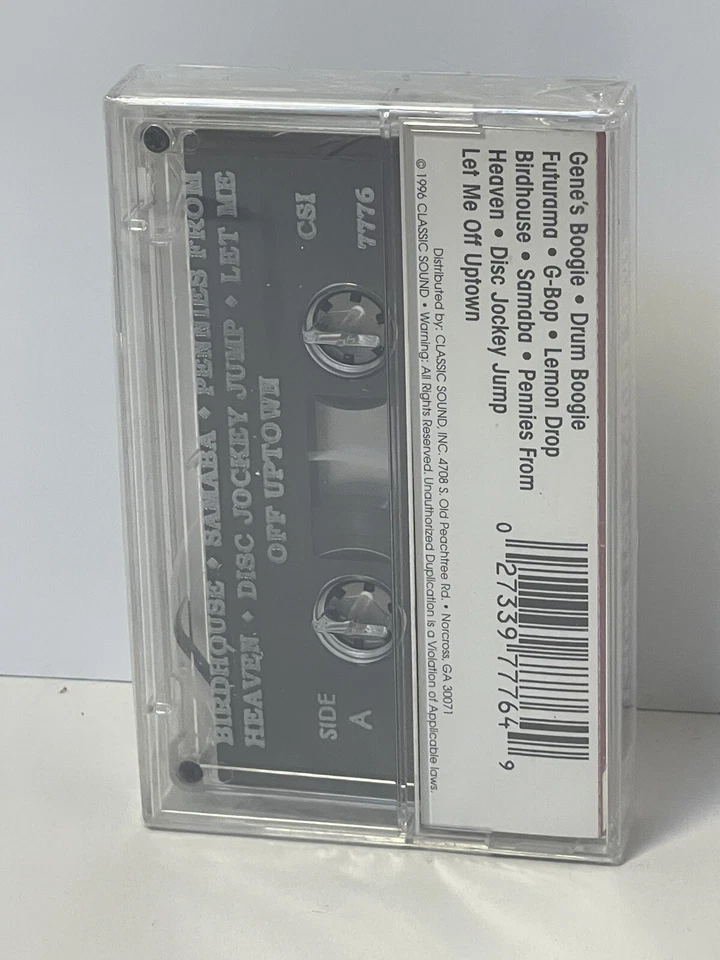 Gene's Boogie • Drum Boogie
Futurama • G-Bop • Lemon Drop
Birdhouse • Samaba • Pennies From
Heaven • Disc Jockey Jump
Let Me Off Uptown
Distributed by: CLASSIC SOUND, INC. 4708 S. Old Peachtree Rd. • Norcross, GA 30071
© 1996 CLASSIC SOUND • Warning: All Rights Reserved. Unauthorized Duplication is a Violation of Applicable laws.
0 27339 77764 9
7776
CSI
SIDE
A
OFF UPTOWN
BIRDHOUSE ♦ SAMABA ♦ PENNIES FROM
HEAVEN ♦ DISC JOCKEY JUMP ♦ LET ME